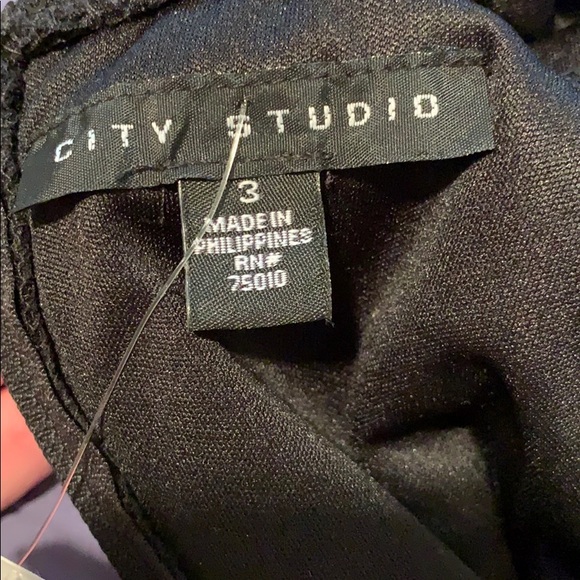 CITY STUDIO
3
MADE IN
PHILIPPINES
RN#
75010